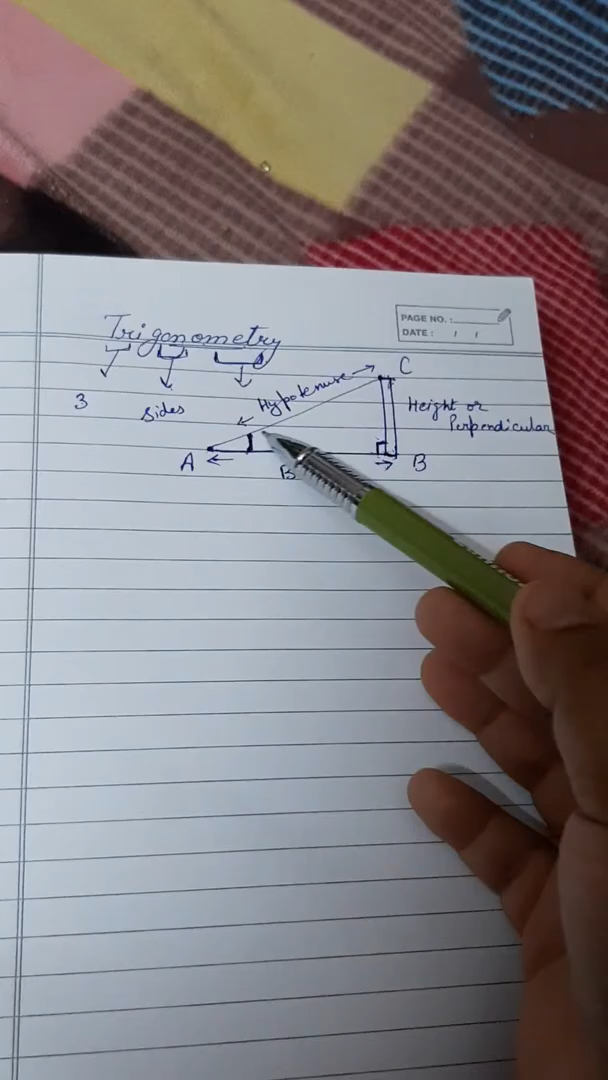 PAGE NO. :
DATE : / /
Trigonometry
3 Sides
Hypotenuse
C
Height or
Perpendicular
A B